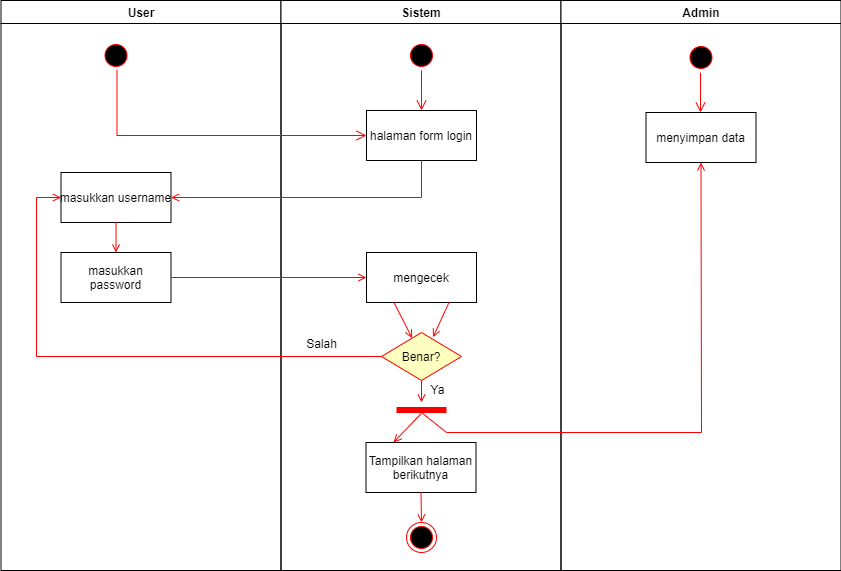 User
Sistem
Admin
halaman form login
menyimpan data
masukkan username
masukkan
password
mengecek
Salah
Benar?
Ya
Tampilkan halaman
berikutnya